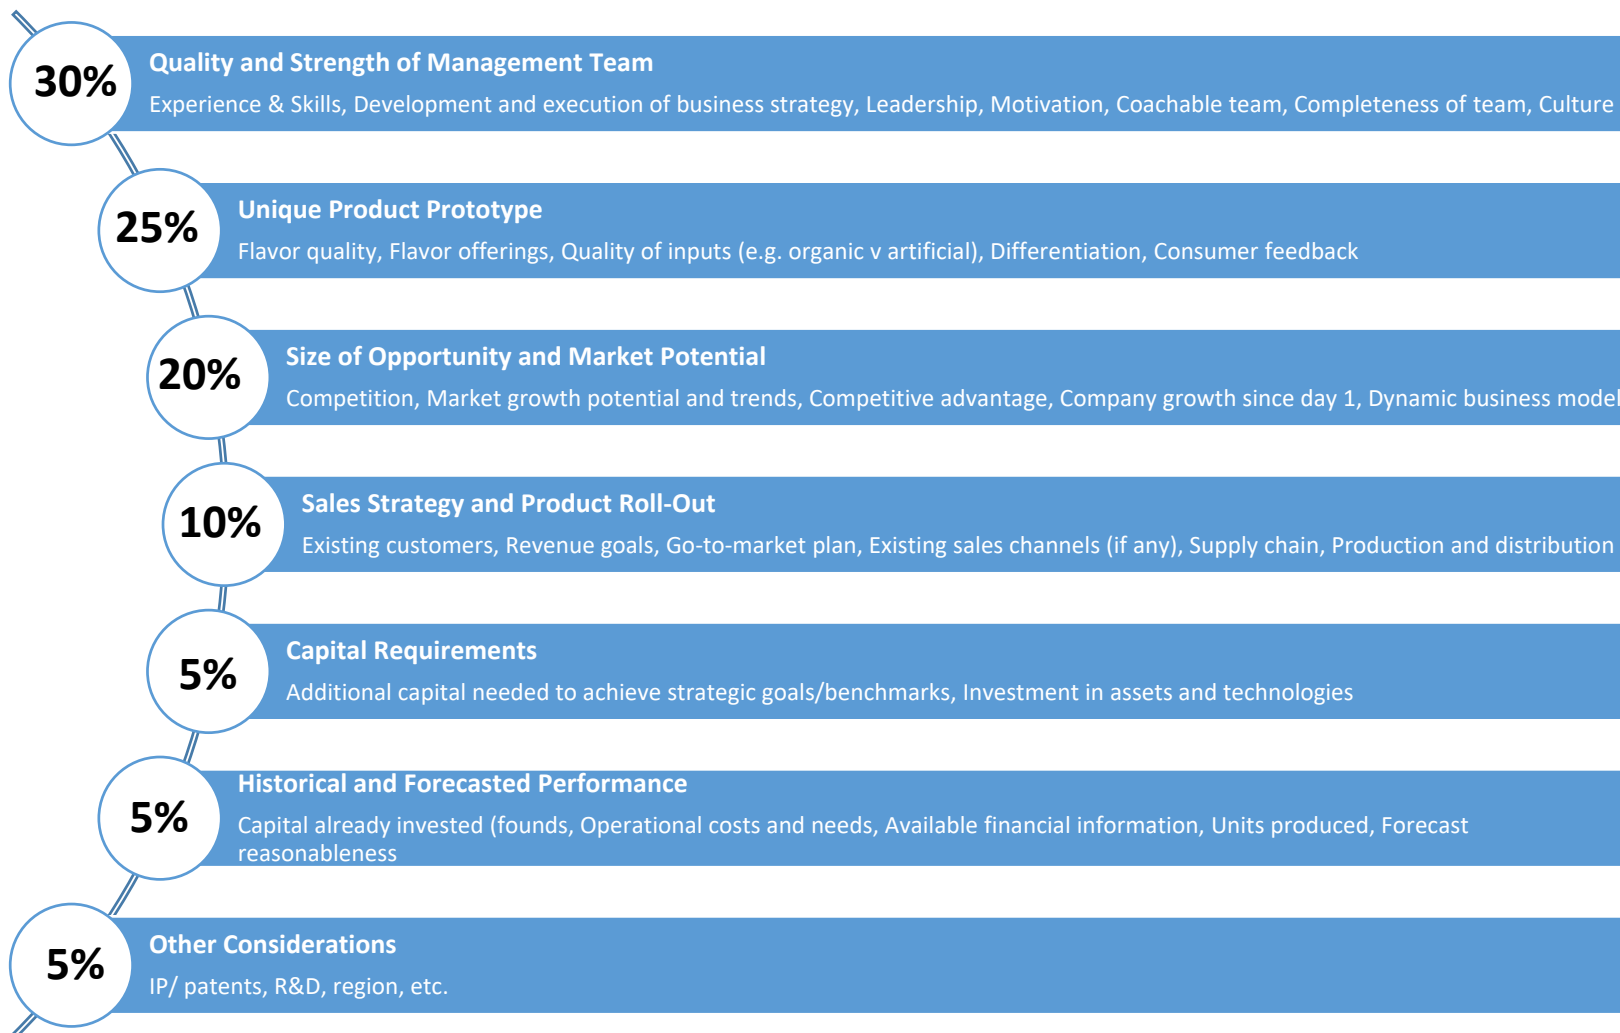 30%
Quality and Strength of Management Team
Experience & Skills, Development and execution of business strategy, Leadership, Motivation, Coachable team, Completeness of team, Culture
25%
Unique Product Prototype
Flavor quality, Flavor offerings, Quality of inputs (e.g. organic v artificial), Differentiation, Consumer feedback
20%
Size of Opportunity and Market Potential
Competition, Market growth potential and trends, Competitive advantage, Company growth since day 1, Dynamic business model
10%
Sales Strategy and Product Roll-Out
Existing customers, Revenue goals, Go-to-market plan, Existing sales channels (if any), Supply chain, Production and distribution
5%
Capital Requirements
Additional capital needed to achieve strategic goals/benchmarks, Investment in assets and technologies
5%
Historical and Forecasted Performance
Capital already invested (founds, Operational costs and needs, Available financial information, Units produced, Forecast
reasonableness
5%
Other Considerations
IP/ patents, R&D, region, etc.